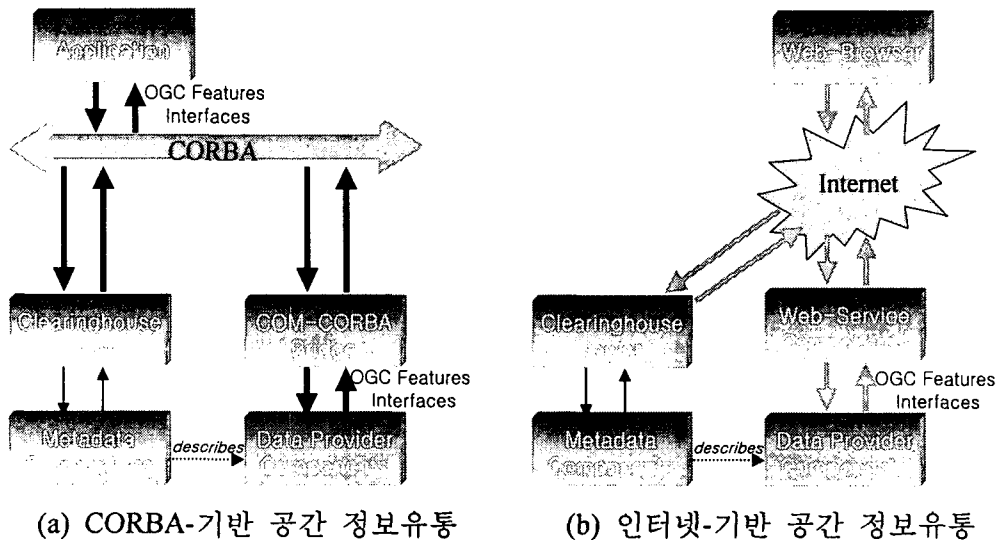 Application
OGC Features
Interfaces
CORBA
Clearinghouse
COM-CORBA
OGC Features
Interfaces
Metadata
describes
Data Provider
(a) CORBA-기반 공간 정보유통
Web-Browser
Internet
Clearinghouse
Web-Service
OGC Features
Interfaces
Metadata
describes
Data Provider
(b) 인터넷-기반 공간 정보유통